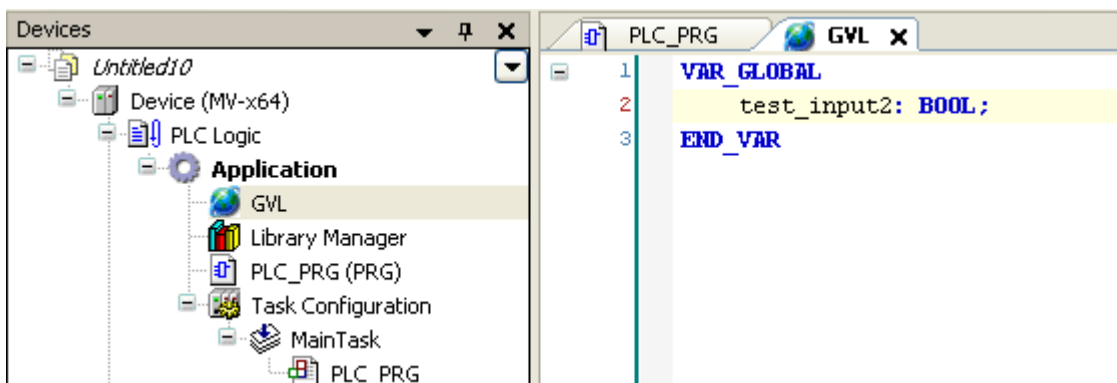 Devices
Untitled10
Device (MV-x64)
PLC Logic
Application
GVL
Library Manager
PLC_PRG (PRG)
Task Configuration
MainTask
PLC_PRG
PLC_PRG GVL
1 VAR_GLOBAL
2 test_input2: BOOL;
3 END_VAR